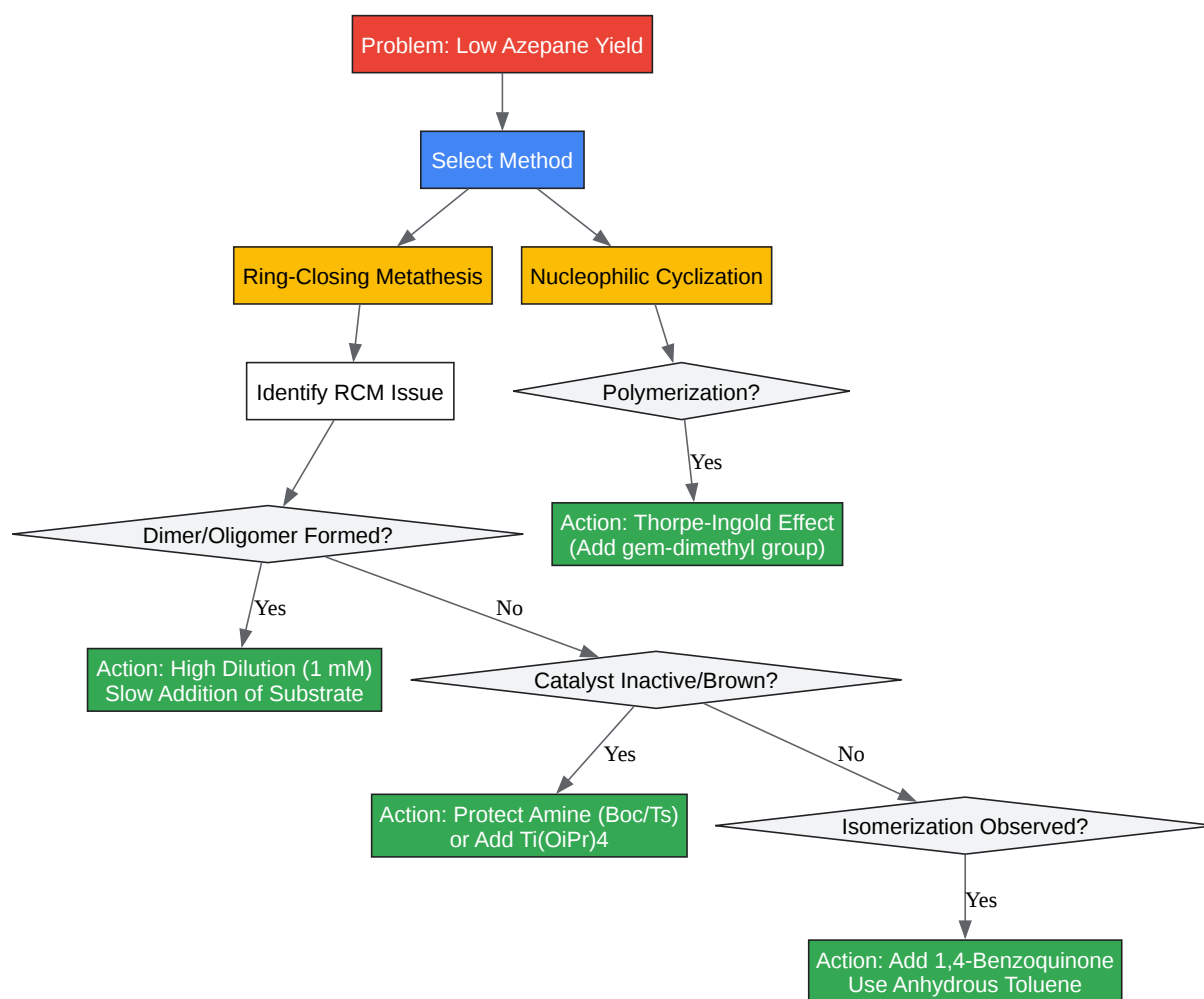 Problem: Low Azepane Yield
Select Method
Ring-Closing Metathesis
Nucleophilic Cyclization
Identify RCM Issue
Polymerization?
Yes
Action: Thorpe-Ingold Effect
(Add gem-dimethyl group)
Dimer/Oligomer Formed?
Yes
No
Action: High Dilution (1 mM)
Slow Addition of Substrate
Catalyst Inactive/Brown?
Yes
No
Action: Protect Amine (Boc/Ts)
or Add Ti(OiPr)4
Isomerization Observed?
Yes
Action: Add 1,4-Benzoquinone
Use Anhydrous Toluene